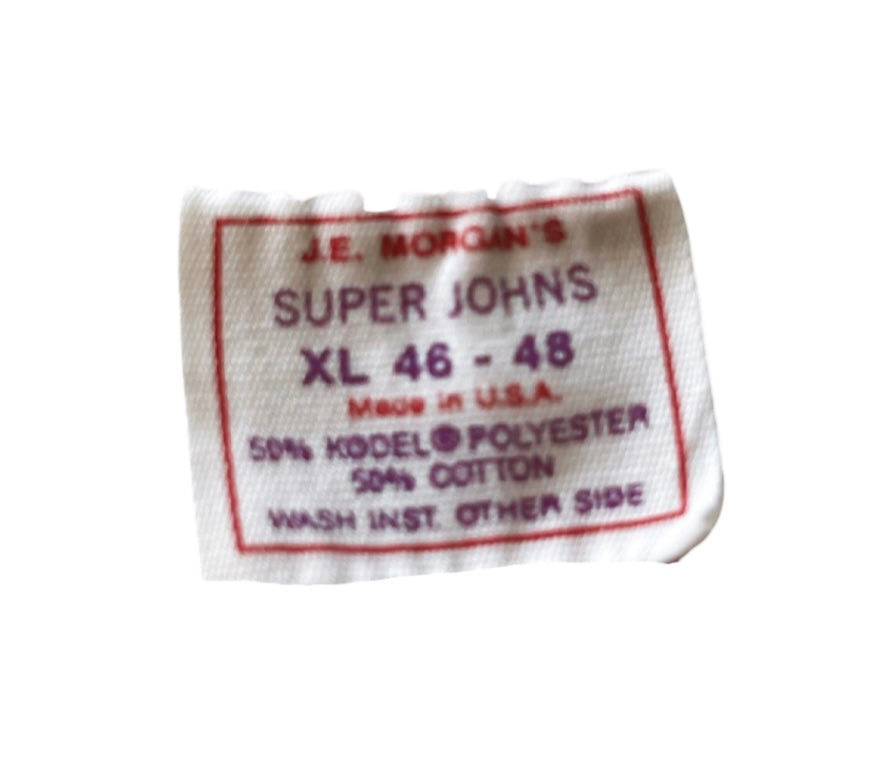 J.E. MORGAN'S
SUPER JOHNS
XL 46 - 48
Made in U.S.A.
50% KODEL® POLYESTER
50% COTTON
WASH INST. OTHER SIDE